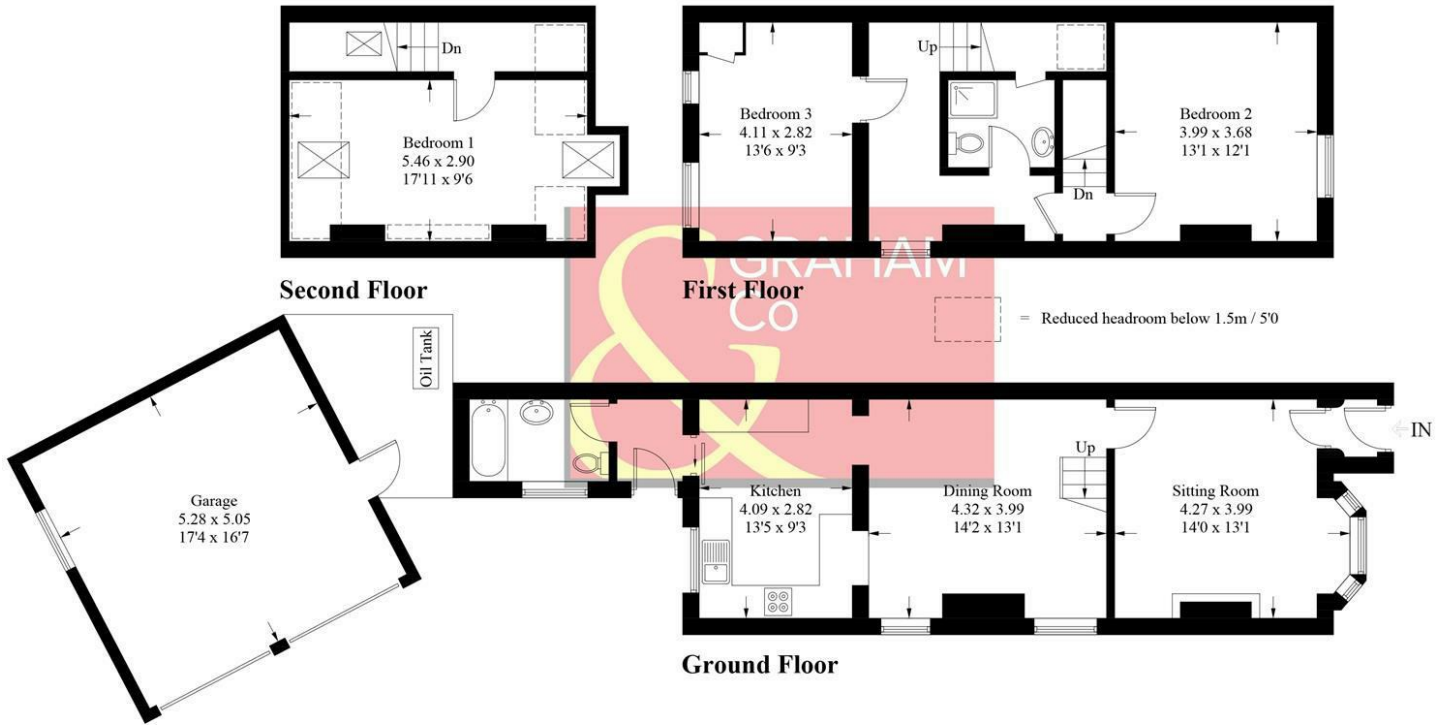 Dn
Bedroom 1
5.46 x 2.90
17'11 x 9'6
Second Floor
Up
Bedroom 3
4.11 x 2.82
13'6 x 9'3
Bedroom 2
3.99 x 3.68
13'1 x 12'1
Dn
First Floor
& GRAHAM
Co
= Reduced headroom below 1.5m / 5'0
Oil Tank
IN
Garage
5.28 x 5.05
17'4 x 16'7
Kitchen
4.09 x 2.82
13'5 x 9'3
Up
Dining Room
4.32 x 3.99
14'2 x 13'1
Sitting Room
4.27 x 3.99
14'0 x 13'1
Ground Floor